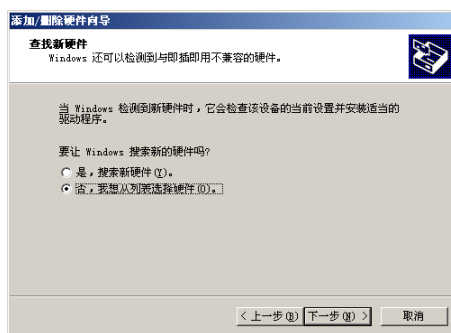 添加/删除硬件向导
查找新硬件
Windows 还可以检测到与即插即用不兼容的硬件。
当 Windows 检测到新硬件时，它会检查该设备的当前设置并安装适当的
驱动程序。
要让 Windows 搜索新的硬件吗?
是，搜索新硬件(Y)。
否，我想从列表选择硬件(O)。
< 上一步(B) 下一步(N) > 取消